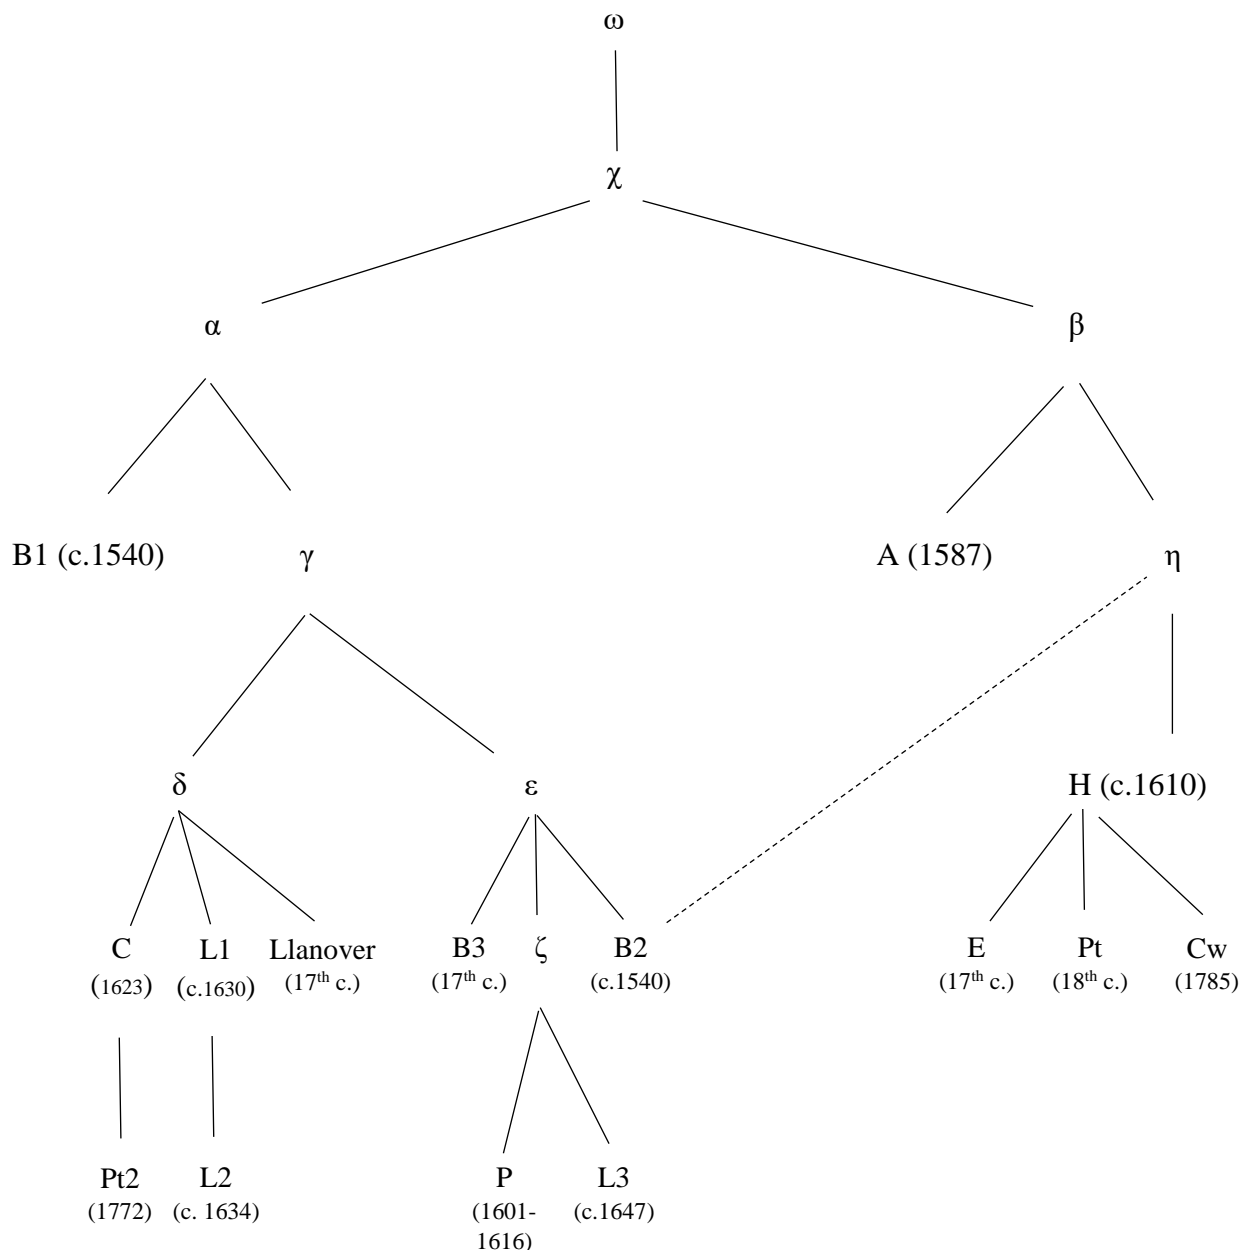 ω
χ
α β
B1 (c.1540) γ A (1587) η
δ ε H (c.1610)
C L1 Llanover B3 ζ B2 E Pt Cw
(1623) (c.1630) (17th c.) (17th c.) (c.1540) (17th c.) (18th c.) (1785)
Pt2 L2 P L3
(1772) (c. 1634) (1601- (c.1647)
1616)